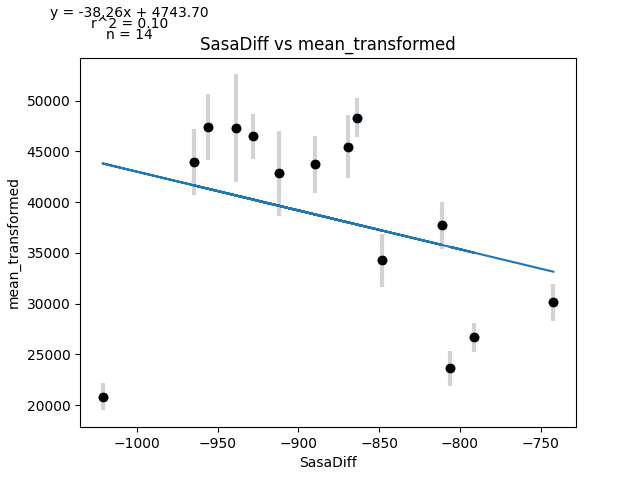 y = -38.26x + 4743.70
r^2 = 0.10
n = 14
SasaDiff vs mean_transformed
mean_transformed
50000
45000
40000
35000
30000
25000
20000
−1000
−950
−900
−850
−800
−750
SasaDiff